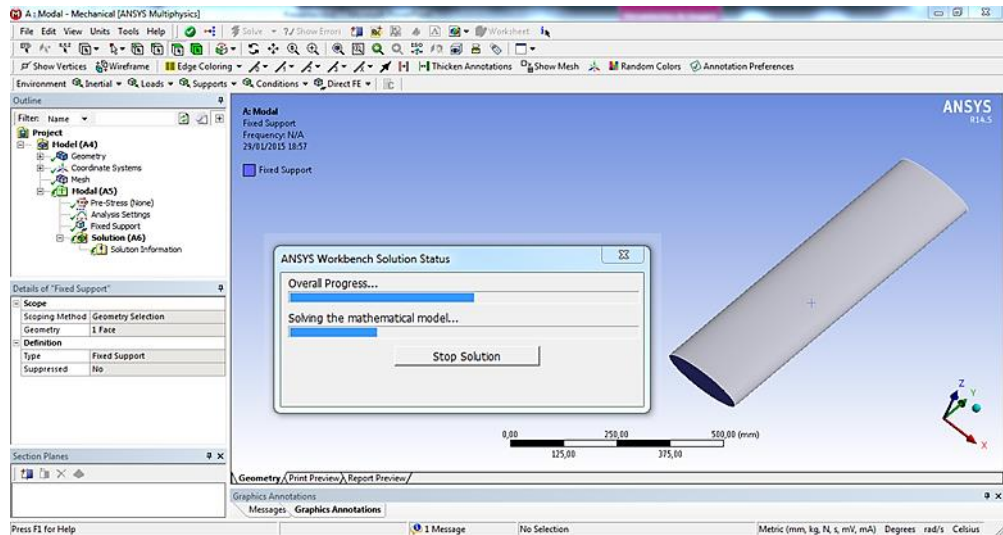 A : Modal - Mechanical [ANSYS Multiphysics]
File Edit View Units Tools Help Solve ?/ Show Errors Worksheet
Show Vertices Wireframe Edge Coloring Thicken Annotations Show Mesh Random Colors Annotation Preferences
Environment Inertial Loads Supports Conditions Direct FE
Outline
Filter: Name
Project
Model (A4)
Geometry
Coordinate Systems
Mesh
Modal (A5)
Pre-Stress (None)
Analysis Settings
Fixed Support
Solution (A6)
Solution Information
Details of "Fixed Support"
Scope
Scoping Method Geometry Selection
Geometry 1 Face
Definition
Type Fixed Support
Suppressed No
Section Planes
A: Modal
Fixed Support
Frequency: N/A
29/01/2015 18:57
Fixed Support
ANSYS
R14.5
ANSYS Workbench Solution Status
Overall Progress...
Solving the mathematical model...
Stop Solution
0,00 250,00 500,00 (mm)
125,00 375,00
Z
Y
X
Geometry Print Preview Report Preview
Graphics Annotations
Messages Graphics Annotations
Press F1 for Help 1 Message No Selection Metric (mm, kg, N, s, mV, mA) Degrees rad/s Celsius